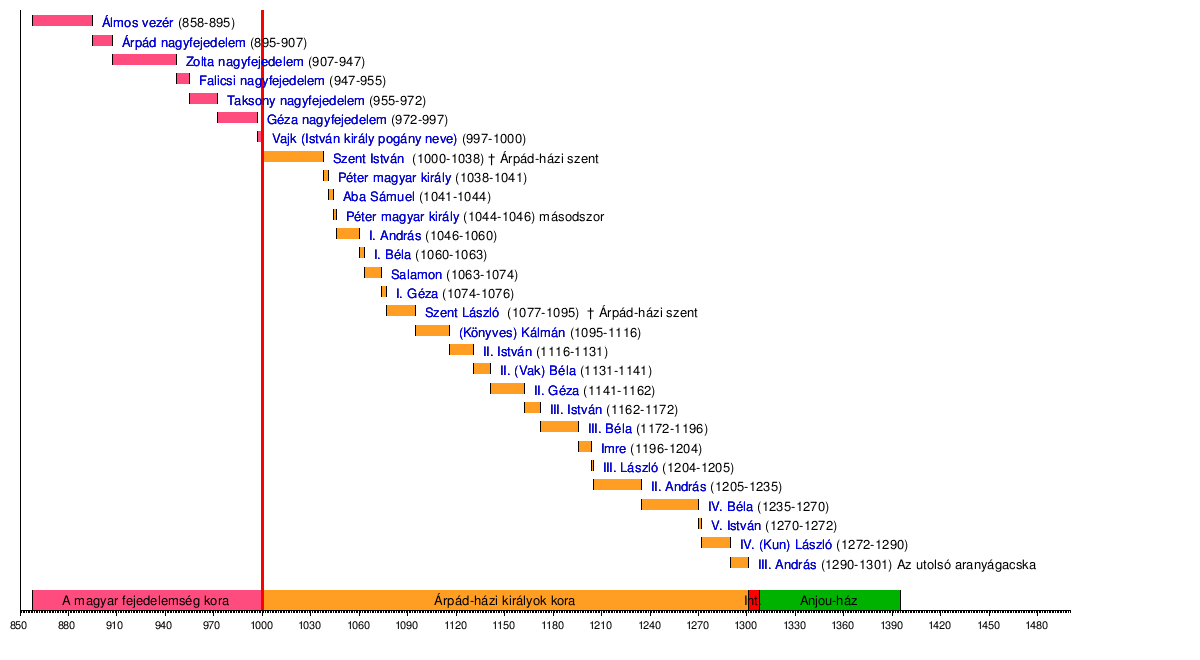 Álmos vezér (858-895)
Árpád nagyfejedelem (895-907)
Zolta nagyfejedelem (907-947)
Falicsi nagyfejedelem (947-955)
Taksony nagyfejedelem (955-972)
Géza nagyfejedelem (972-997)
Vajk (István király pogány neve) (997-1000)
Szent István (1000-1038) † Árpád-házi szent
Péter magyar király (1038-1041)
Aba Sámuel (1041-1044)
Péter magyar király (1044-1046) másodszor
I. András (1046-1060)
I. Béla (1060-1063)
Salamon (1063-1074)
I. Géza (1074-1076)
Szent László (1077-1095) † Árpád-házi szent
(Könyves) Kálmán (1095-1116)
II. István (1116-1131)
II. (Vak) Béla (1131-1141)
II. Géza (1141-1162)
III. István (1162-1172)
III. Béla (1172-1196)
Imre (1196-1204)
III. László (1204-1205)
II. András (1205-1235)
IV. Béla (1235-1270)
V. István (1270-1272)
IV. (Kun) László (1272-1290)
III. András (1290-1301) Az utolsó aranyágacska
A magyar fejedelemség kora Árpád-házi királyok kora Int. Anjou-ház
850 880 910 940 970 1000 1030 1060 1090 1120 1150 1180 1210 1240 1270 1300 1330 1360 1390 1420 1450 1480